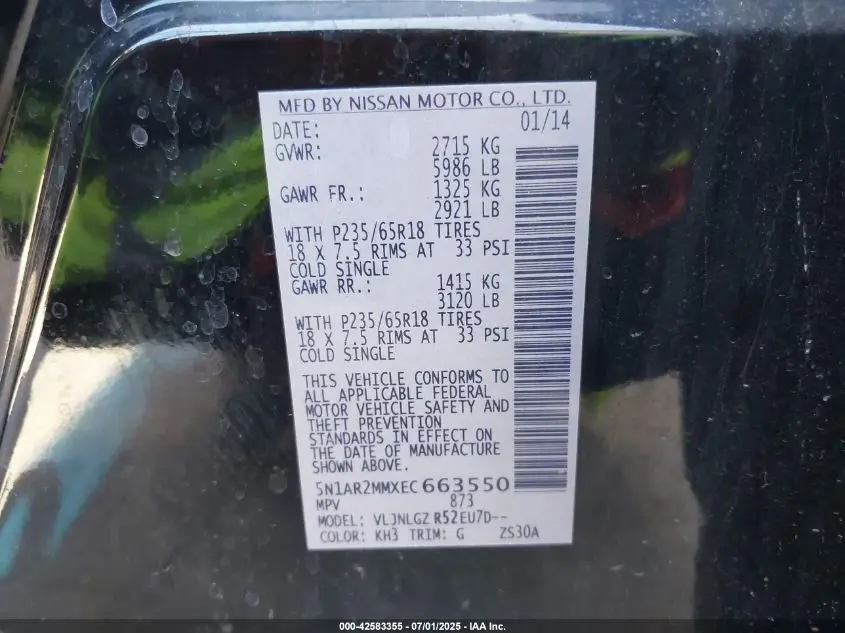 MFD BY NISSAN MOTOR CO., LTD.
DATE: 01/14
GVWR: 2715 KG
5986 LB
GAWR FR.: 1325 KG
2921 LB
WITH P235/65R18 TIRES
18 X 7.5 RIMS AT 33 PSI
COLD SINGLE
GAWR RR.: 1415 KG
3120 LB
WITH P235/65R18 TIRES
18 X 7.5 RIMS AT 33 PSI
COLD SINGLE
THIS VEHICLE CONFORMS TO
ALL APPLICABLE FEDERAL
MOTOR VEHICLE SAFETY AND
THEFT PREVENTION
STANDARDS IN EFFECT ON
THE DATE OF MANUFACTURE
SHOWN ABOVE.
5N1AR2MMXEC663550
MPV 873
MODEL: VLJNLGZ R52EU7D--
COLOR: KH3 TRIM: G ZS30A
000-42583355 - 07/01/2025 - IAA Inc.